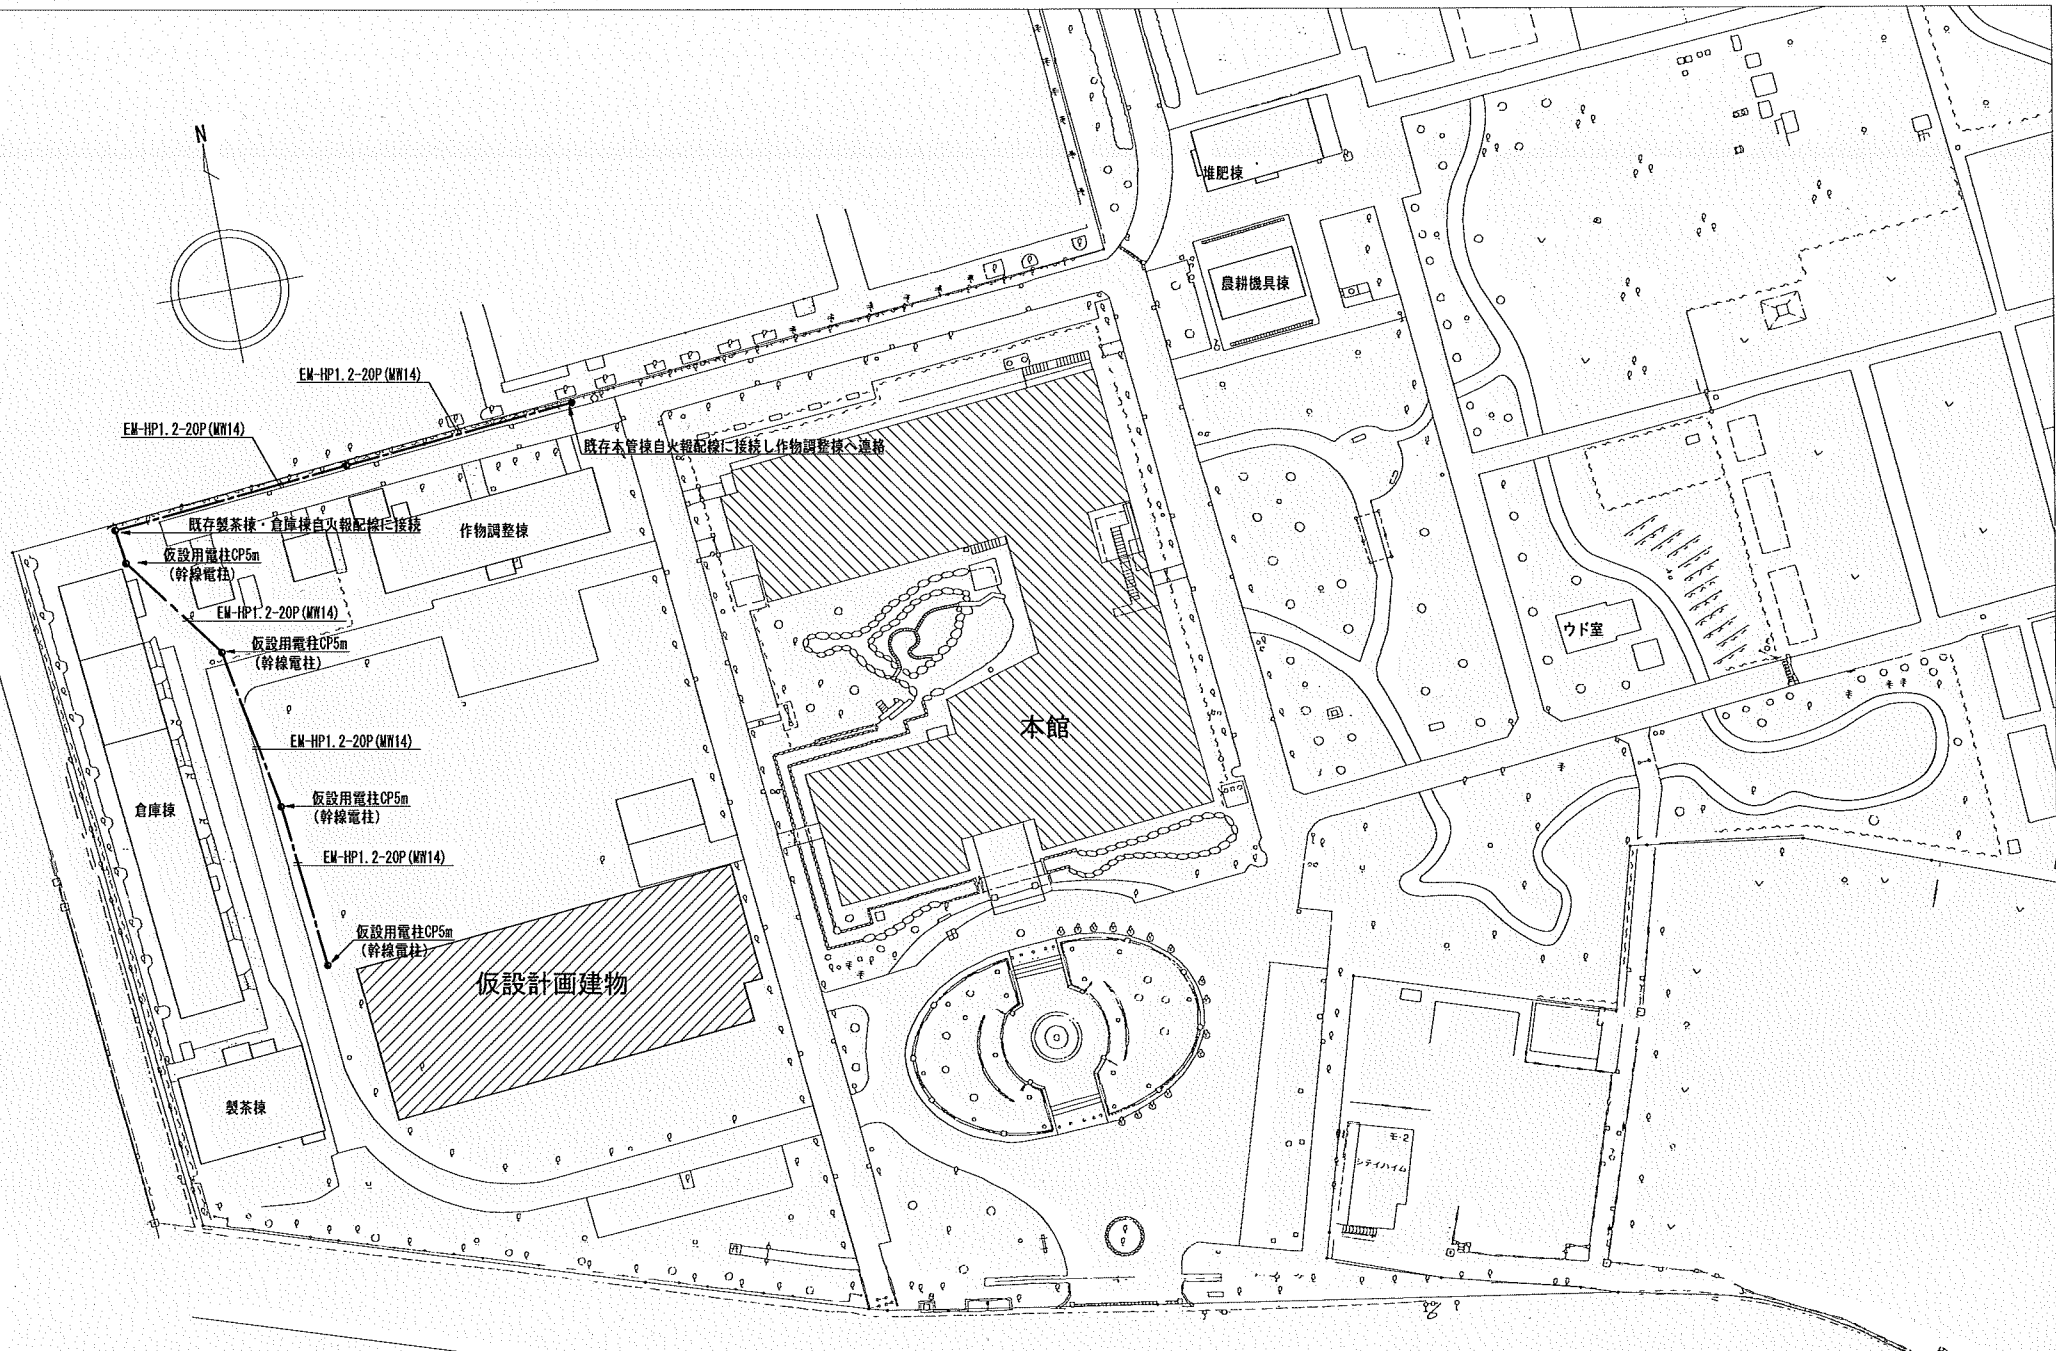 N
堆肥棟
農耕機具棟
EM-HP1.2-20P(MW14)
EM-HP1.2-20P(MW14)
既存本管棟自火報配線に接続し作物調整棟へ連絡
既存製茶棟・倉庫棟自火報配線に接続
作物調整棟
仮設用電柱CP5m
(幹線電柱)
EM-HP1.2-20P(MW14)
仮設用電柱CP5m
(幹線電柱)
ウド室
本館
EM-HP1.2-20P(MW14)
仮設用電柱CP5m
(幹線電柱)
倉庫棟
EM-HP1.2-20P(MW14)
仮設用電柱CP5m
(幹線電柱)
仮設計画建物
製茶棟
モ-2
シティハイム